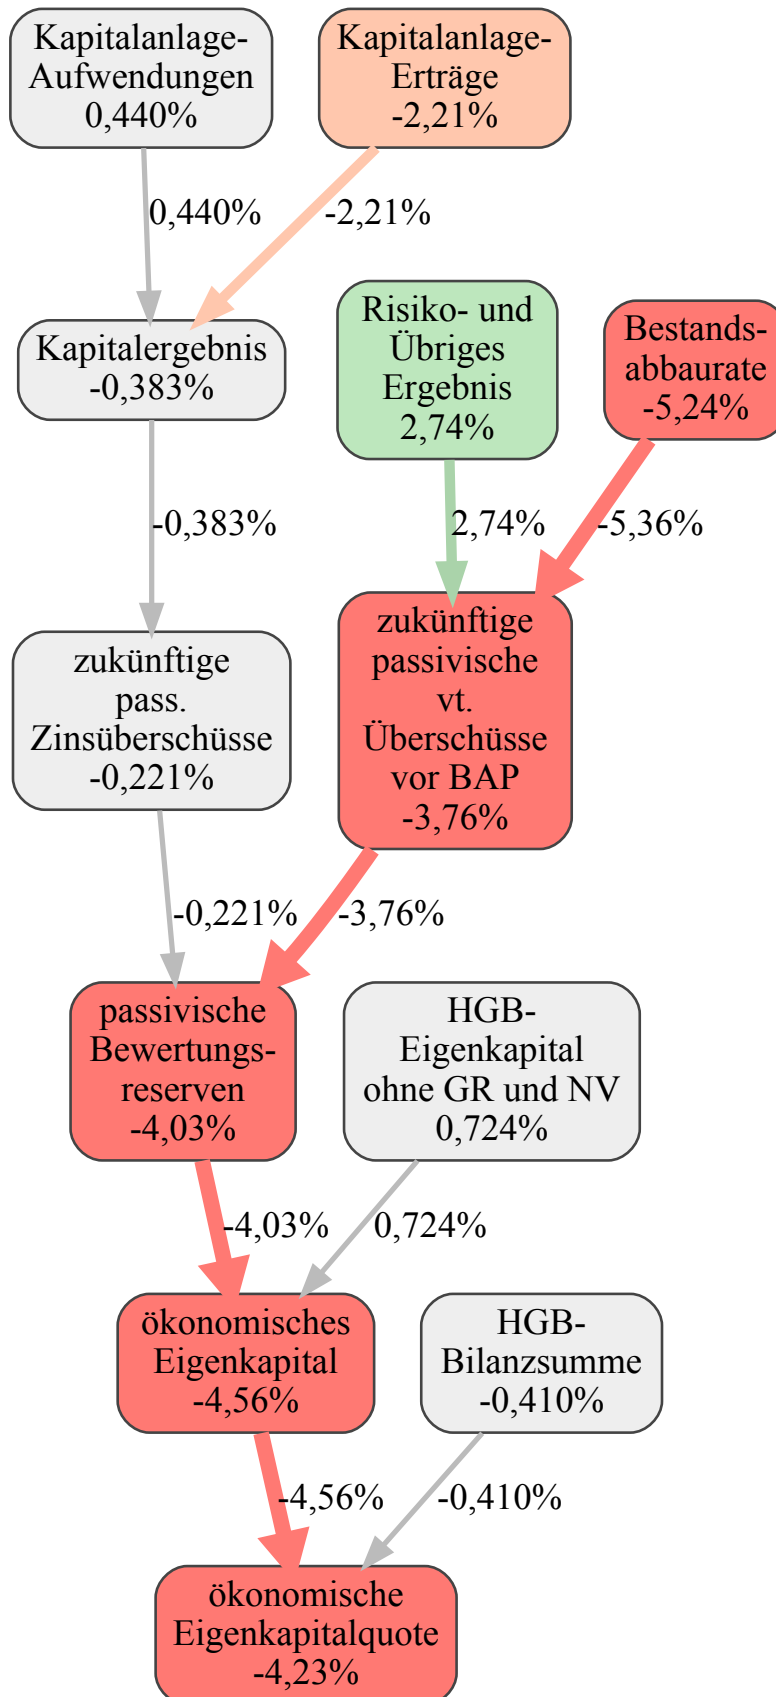 Kapitalanlage-
Aufwendungen
0,440%
Kapitalanlage-
Erträge
-2,21%
0,440%
-2,21%
Kapitalergebnis
-0,383%
Risiko- und
Übriges
Ergebnis
2,74%
Bestands-
abbaurate
-5,24%
-0,383%
2,74%
-5,36%
zukünftige
pass.
Zinsüberschüsse
-0,221%
zukünftige
passivische
vt.
Überschüsse
vor BAP
-3,76%
-0,221%
-3,76%
passivische
Bewertungs-
reserven
-4,03%
HGB-
Eigenkapital
ohne GR und NV
0,724%
-4,03%
0,724%
ökonomisches
Eigenkapital
-4,56%
HGB-
Bilanzsumme
-0,410%
-4,56%
-0,410%
ökonomische
Eigenkapitalquote
-4,23%